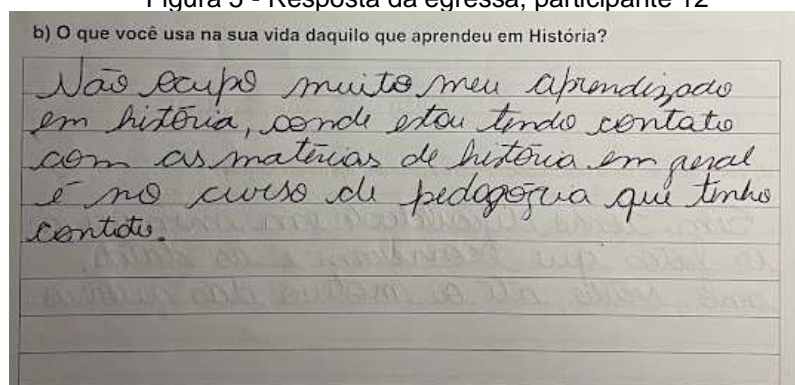 Figura 5 - Resposta da egressa, participante 12
b) O que você usa na sua vida daquilo que aprendeu em História?
Não ocupo muito meu aprendizado
em história, aonde estou tendo contato
com as matérias de história em geral
é no curso de pedagogia que tenho
contato.